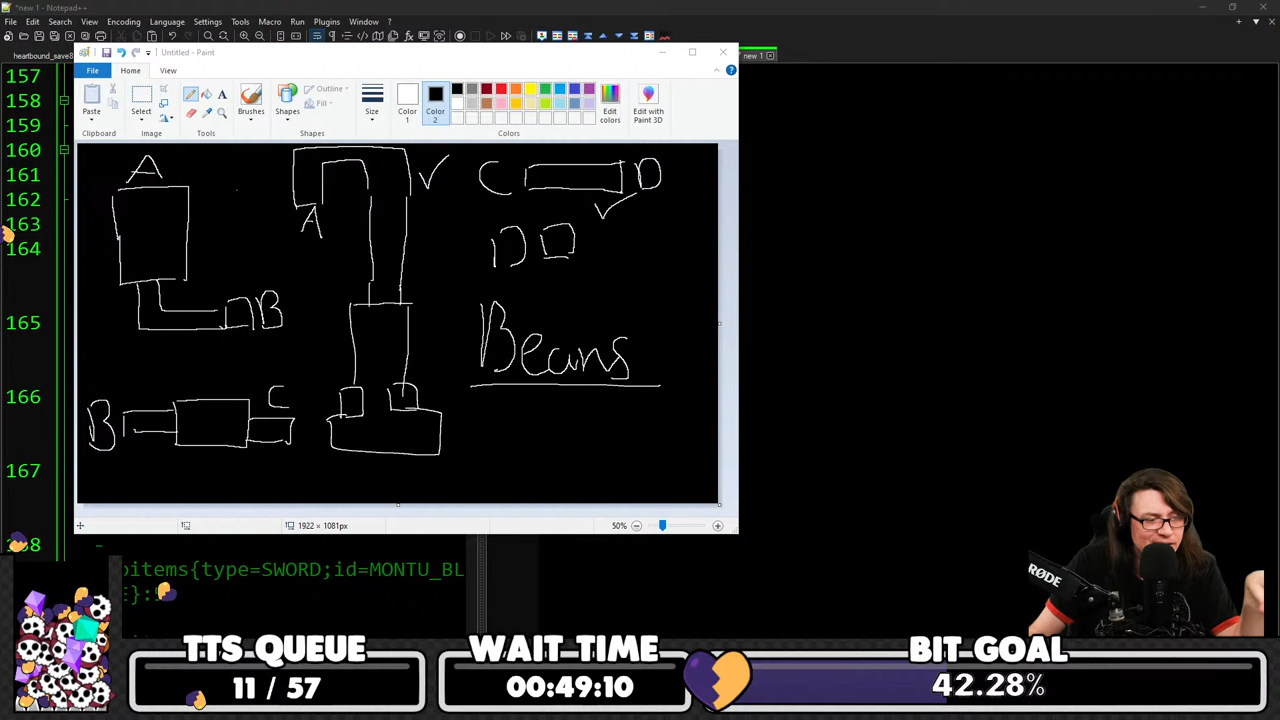 *new 1 - Notepad++
File Edit Search View Encoding Language Settings Tools Macro Run Plugins Window ?
heartbound_save8
new 1
Untitled - Paint
File Home View
Paste Select Brushes Shapes Outline Fill Size Color 1 Color 2 Edit colors Edit with Paint 3D
Clipboard Image Tools Shapes Colors
157
158
159
160
161
162
163
164
165
166
167
8
A
A
C D
B
B C
Beans
1922 × 1081px 50%
items{type=SWORD;id=MONTU_BL
E}:
RØDE
TTS QUEUE
11 / 57
WAIT TIME
00:49:10
BIT GOAL
42.28%